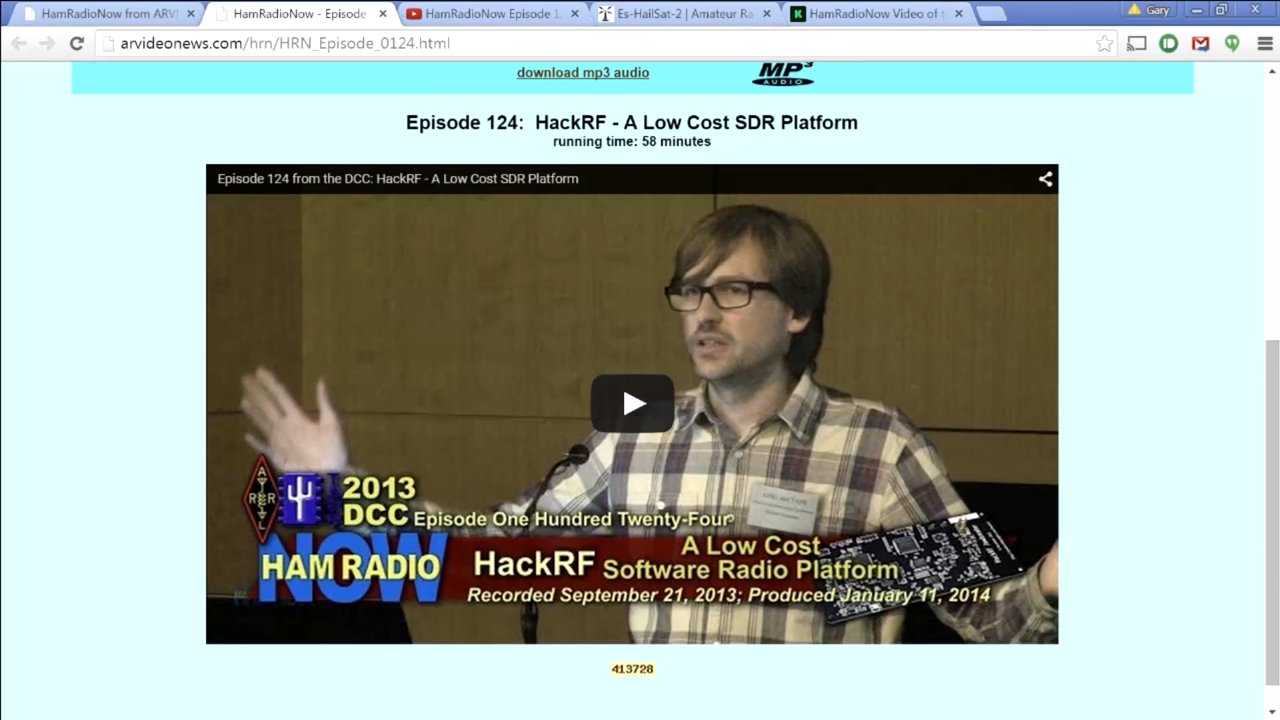 HamRadioNow from ARVI
HamRadioNow - Episode
HamRadioNow Episode 1
Es-HailSat-2 | Amateur Ra
HamRadioNow Video of
Gary
arvideonews.com/hrn/HRN_Episode_0124.html
download mp3 audio
MP3
AUDIO
Episode 124: HackRF - A Low Cost SDR Platform
running time: 58 minutes
Episode 124 from the DCC: HackRF - A Low Cost SDR Platform
ARRL
2013
DCC Episode One Hundred Twenty-Four
HAM RADIO
NOW
HackRF
A Low Cost
Software Radio Platform
Recorded September 21, 2013; Produced January 11, 2014
413728